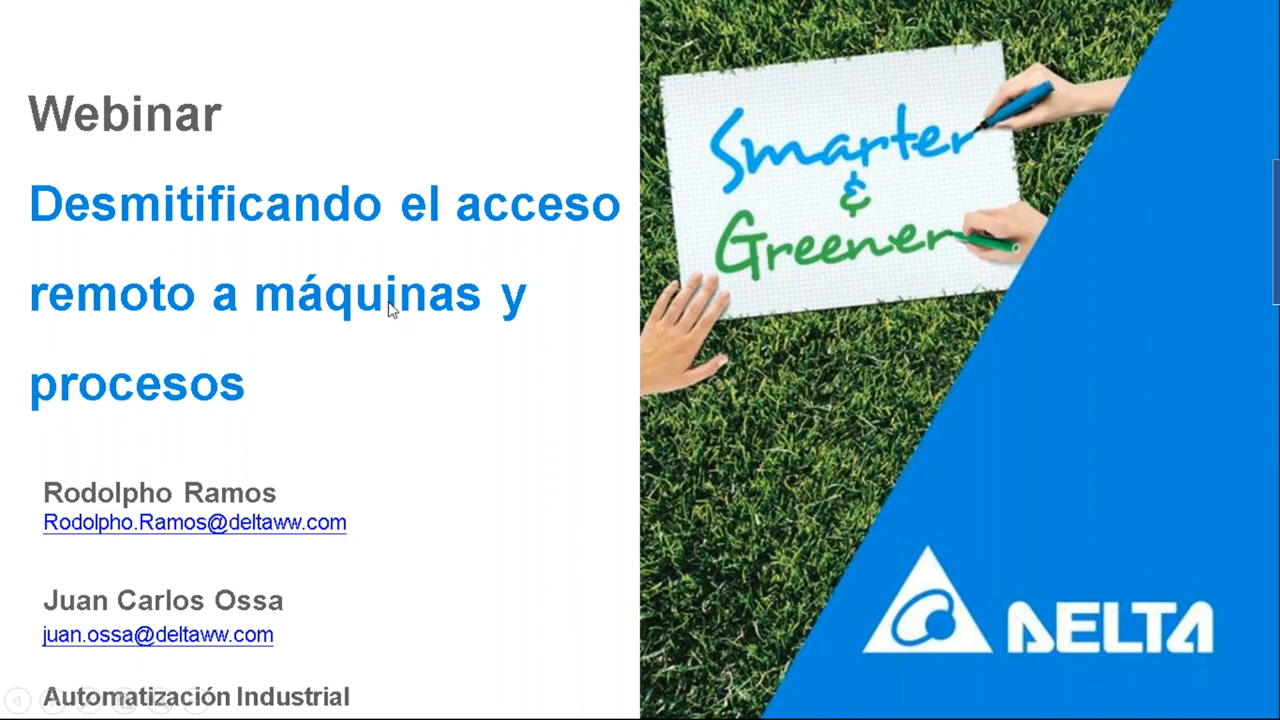 Webinar
Desmitificando el acceso
remoto a máquinas y
procesos
Rodolpho Ramos
Rodolpho.Ramos@deltaww.com
Juan Carlos Ossa
juan.ossa@deltaww.com
Automatización Industrial
Smarter
&
Greener
DELTA